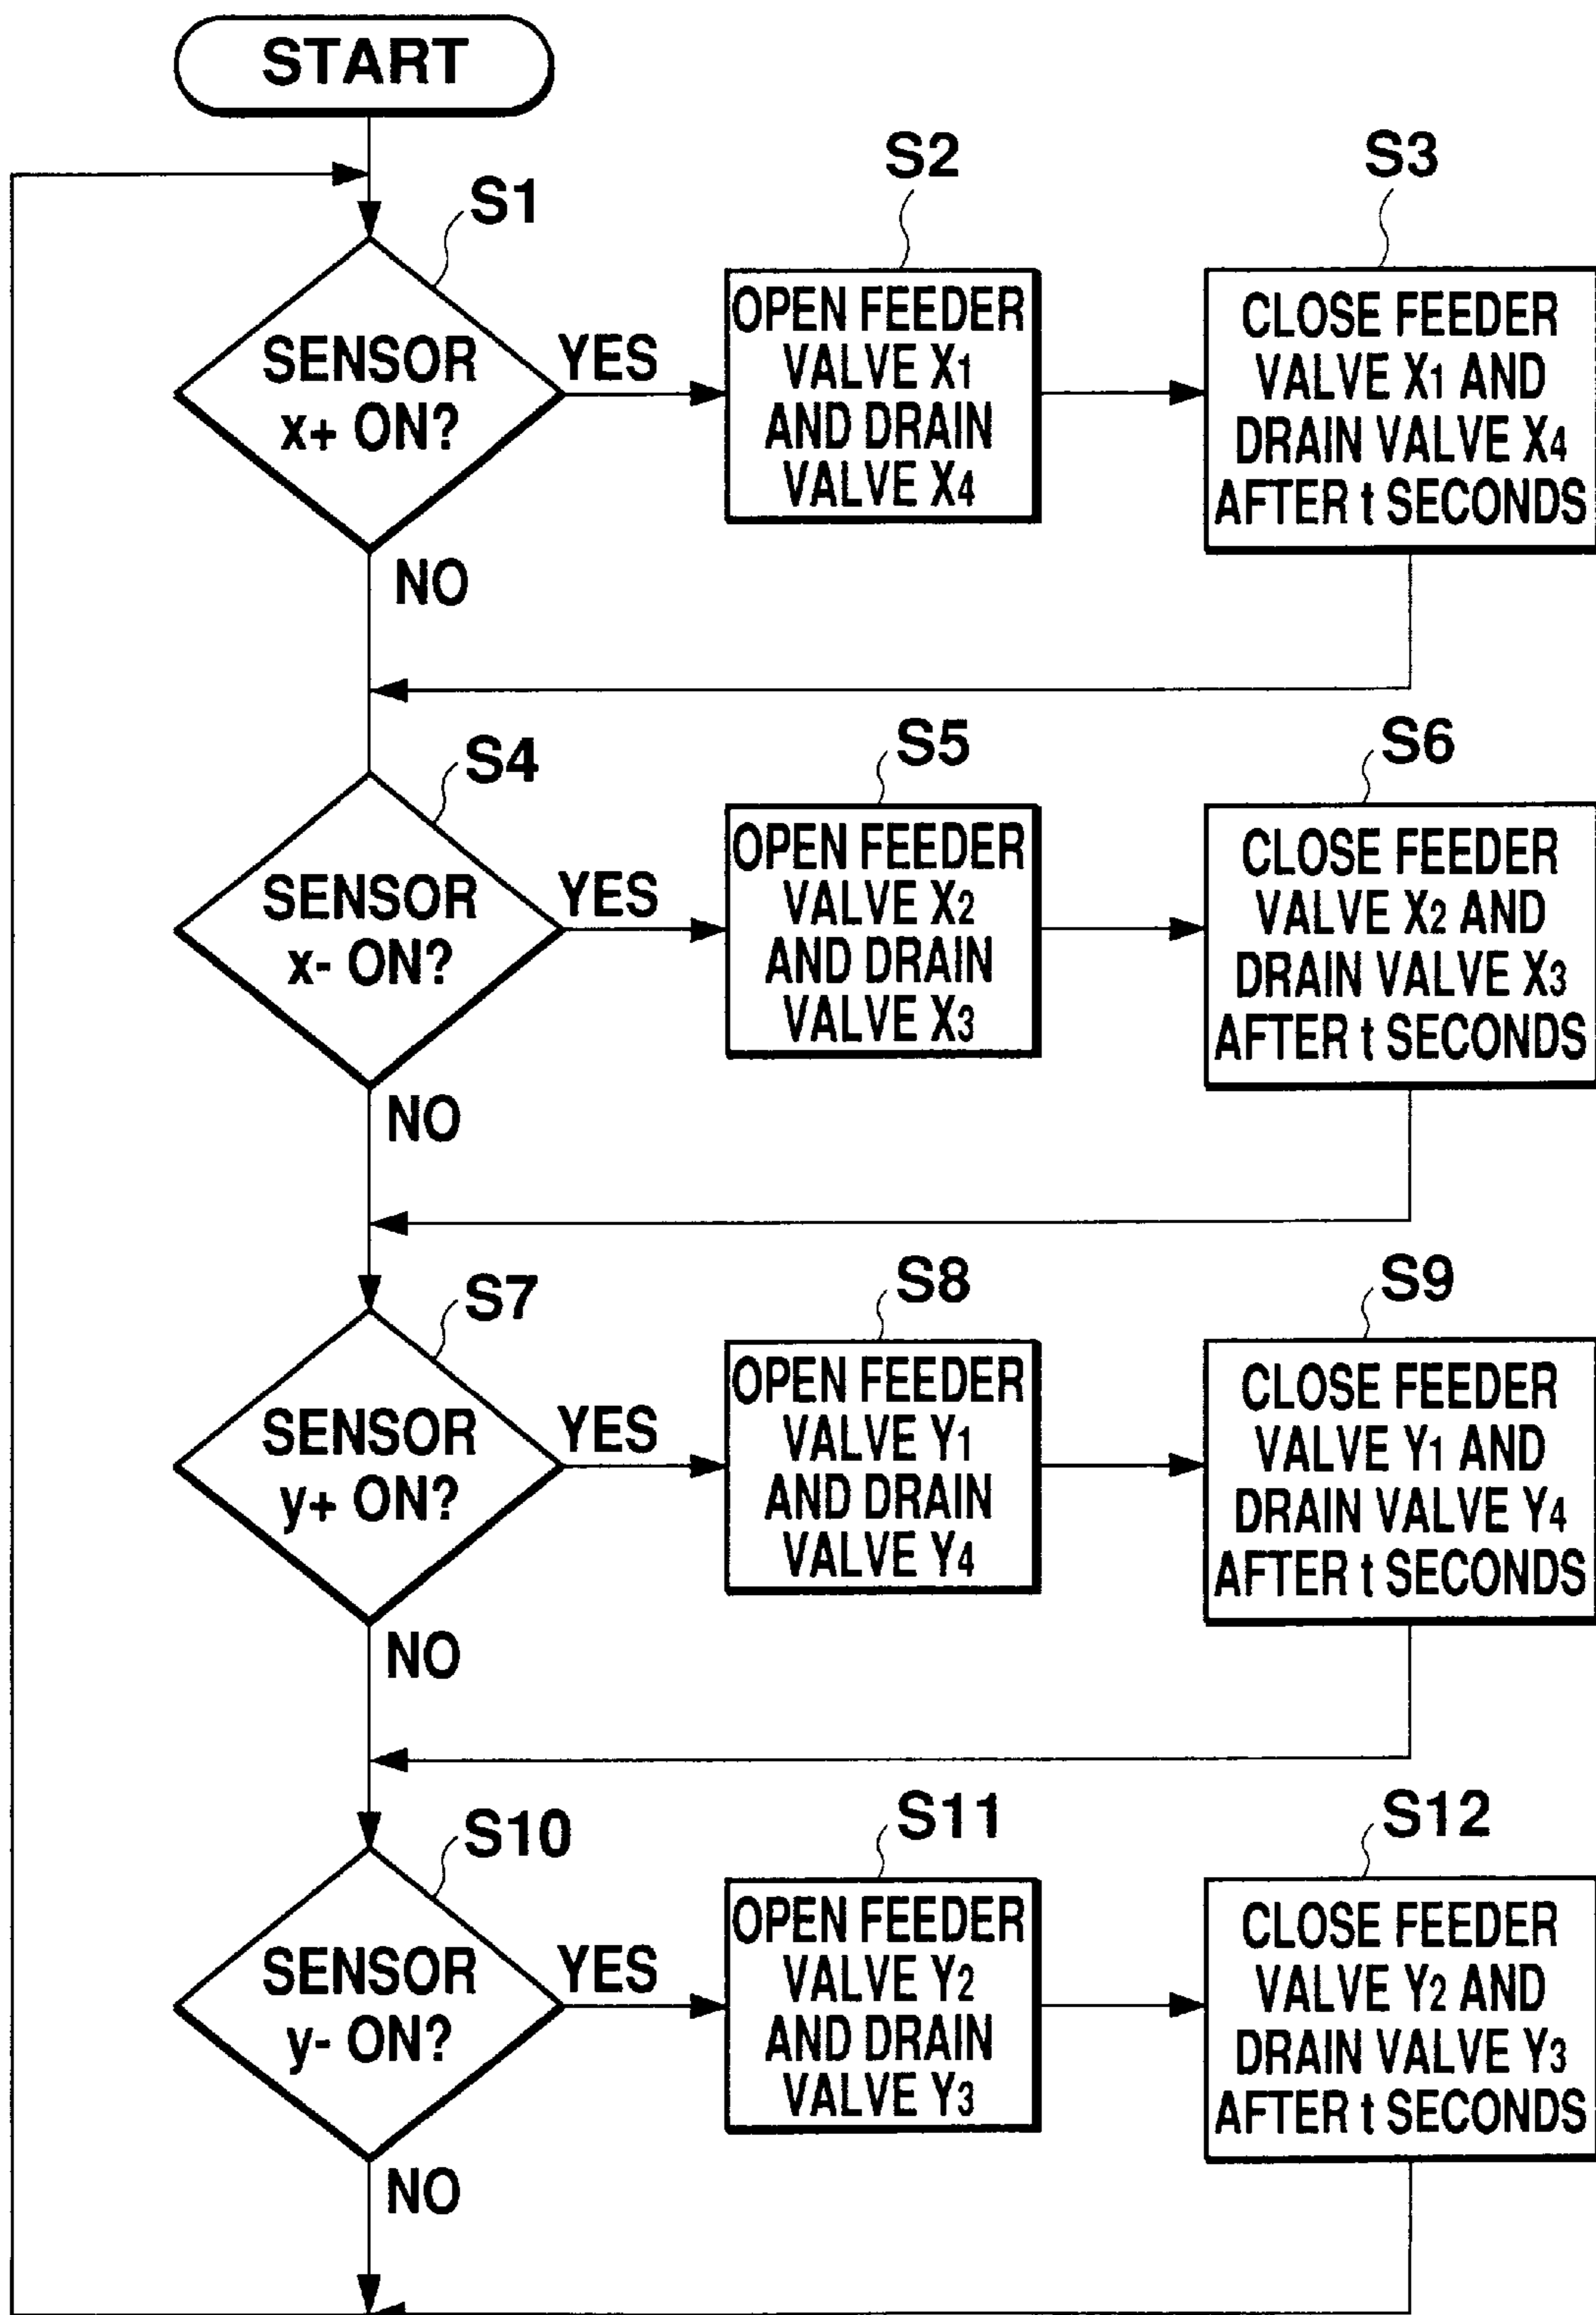 START
S1
S2
S3
SENSOR
x+ ON?
YES
NO
OPEN FEEDER
VALVE X1
AND DRAIN
VALVE X4
CLOSE FEEDER
VALVE X1 AND
DRAIN VALVE X4
AFTER t SECONDS
S4
S5
S6
SENSOR
x- ON?
YES
NO
OPEN FEEDER
VALVE X2
AND DRAIN
VALVE X3
CLOSE FEEDER
VALVE X2 AND
DRAIN VALVE X3
AFTER t SECONDS
S7
S8
S9
SENSOR
y+ ON?
YES
NO
OPEN FEEDER
VALVE Y1
AND DRAIN
VALVE Y4
CLOSE FEEDER
VALVE Y1 AND
DRAIN VALVE Y4
AFTER t SECONDS
S10
S11
S12
SENSOR
y- ON?
YES
NO
OPEN FEEDER
VALVE Y2
AND DRAIN
VALVE Y3
CLOSE FEEDER
VALVE Y2 AND
DRAIN VALVE Y3
AFTER t SECONDS